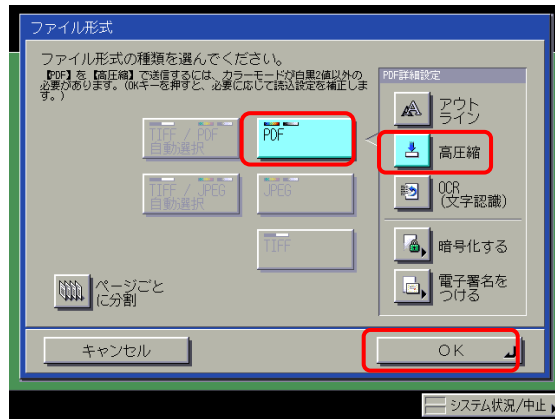 ファイル形式
ファイル形式の種類を選んでください。
【PDF】を【高圧縮】で送信するには、カラーモードが白黒2値以外の
必要があります。(OKキーを押すと、必要に応じて読込設定を補正しま
す。)
PDF詳細設定
アウト
ライン
TIFF / PDF
自動選択
PDF
高圧縮
TIFF / JPEG
自動選択
JPEG
OCR
(文字認識)
TIFF
暗号化する
ページごと
に分割
電子署名を
つける
キャンセル
OK
システム状況/中止